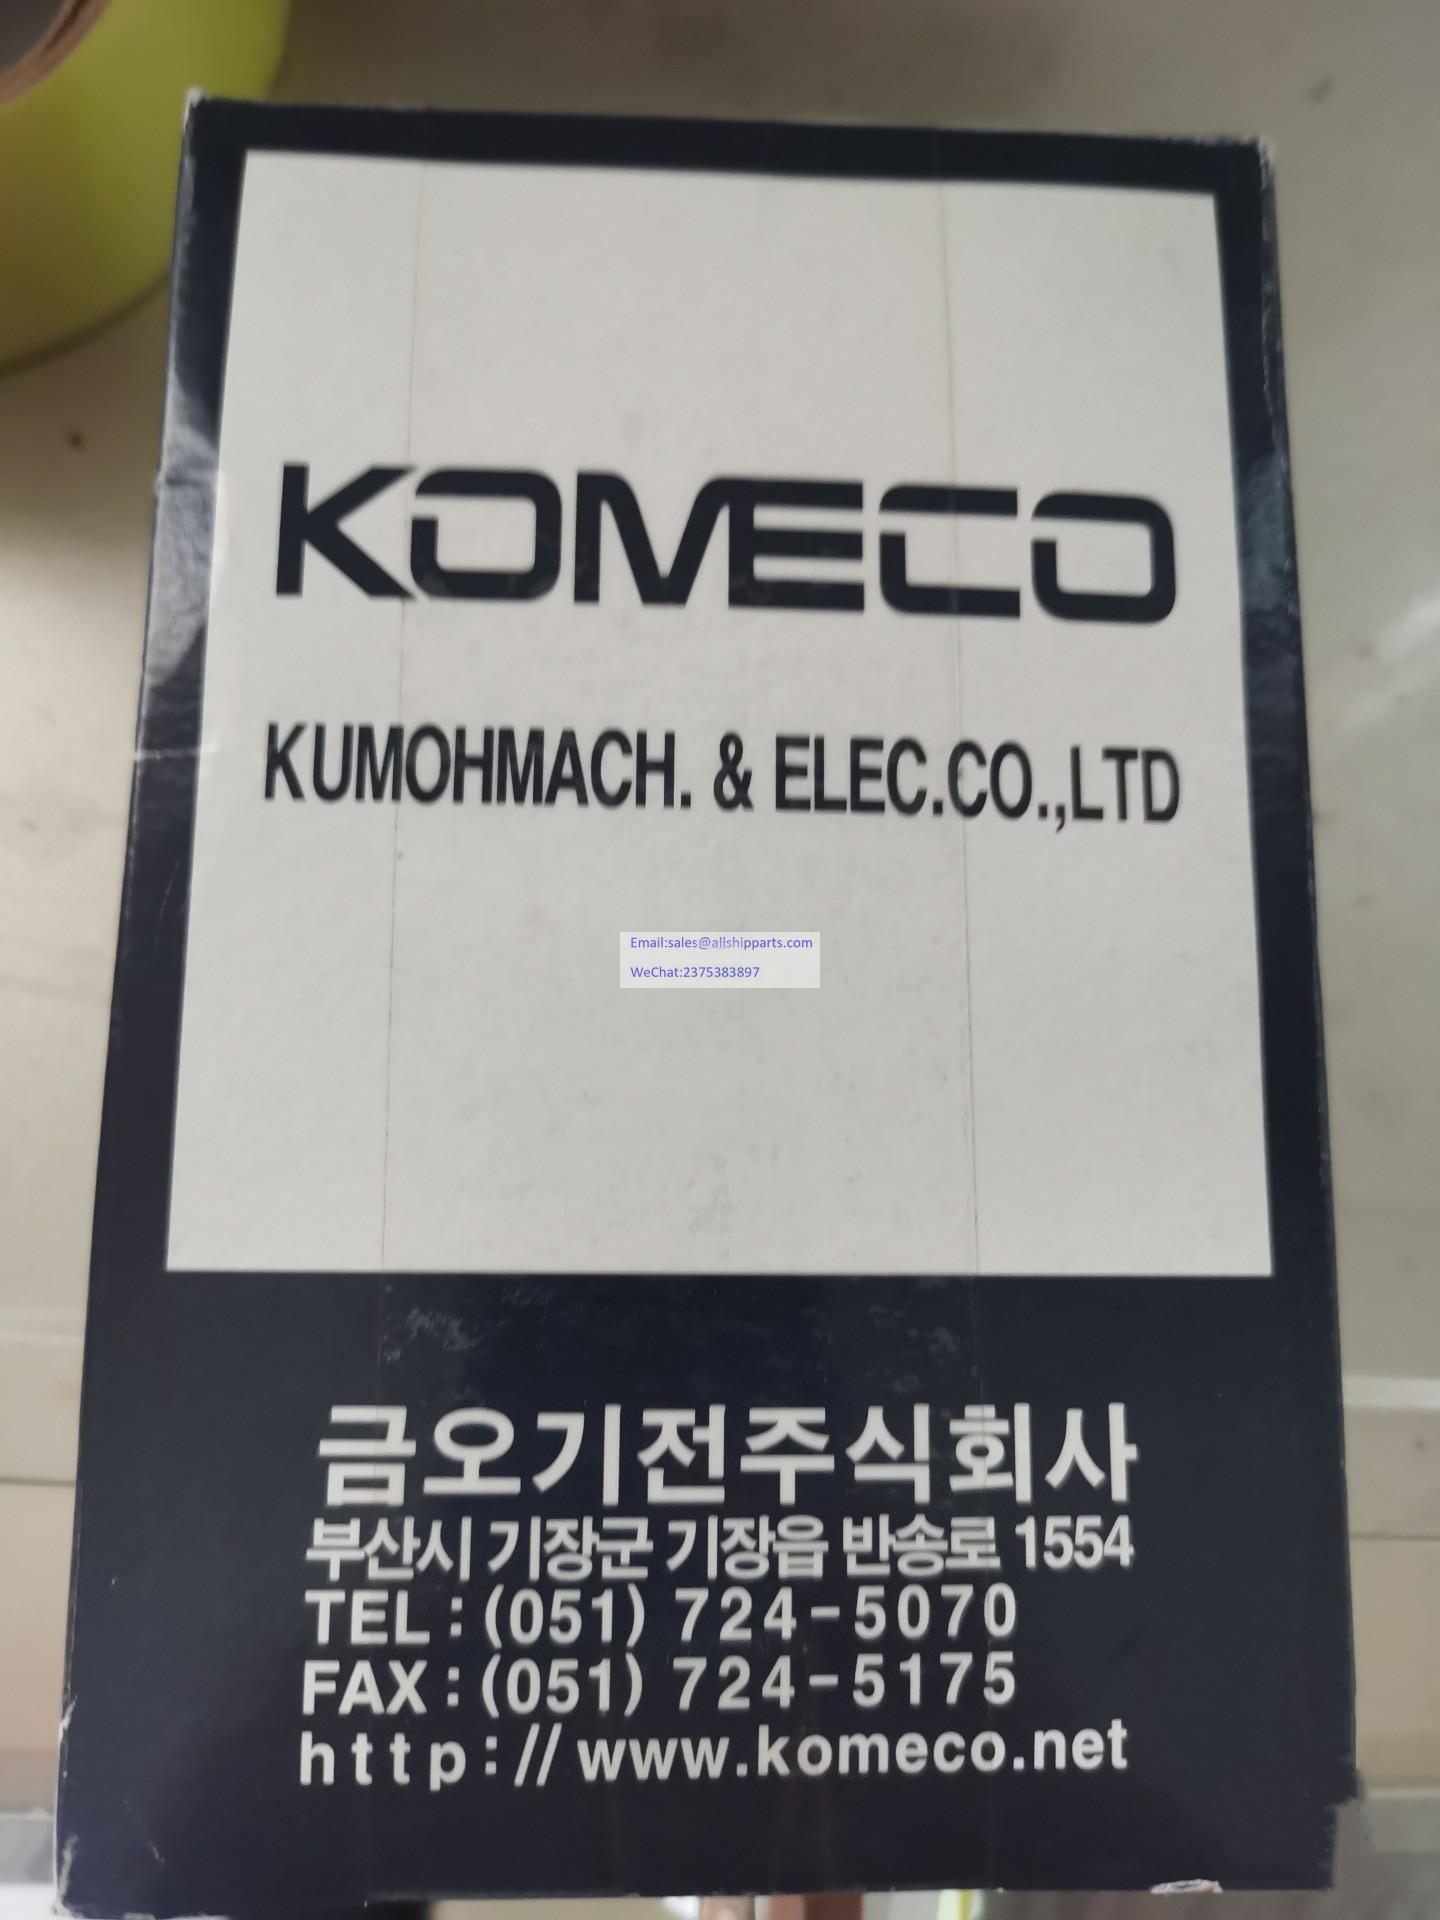 KOMECO
KUMOHMACH. & ELEC.CO.,LTD
Email:sales@allshipparts.com
WeChat:2375383897
금오기전주식회사
부산시 기장군 기장읍 반송로 1554
TEL : (051) 724-5070
FAX : (051) 724-5175
http://www.komeco.net